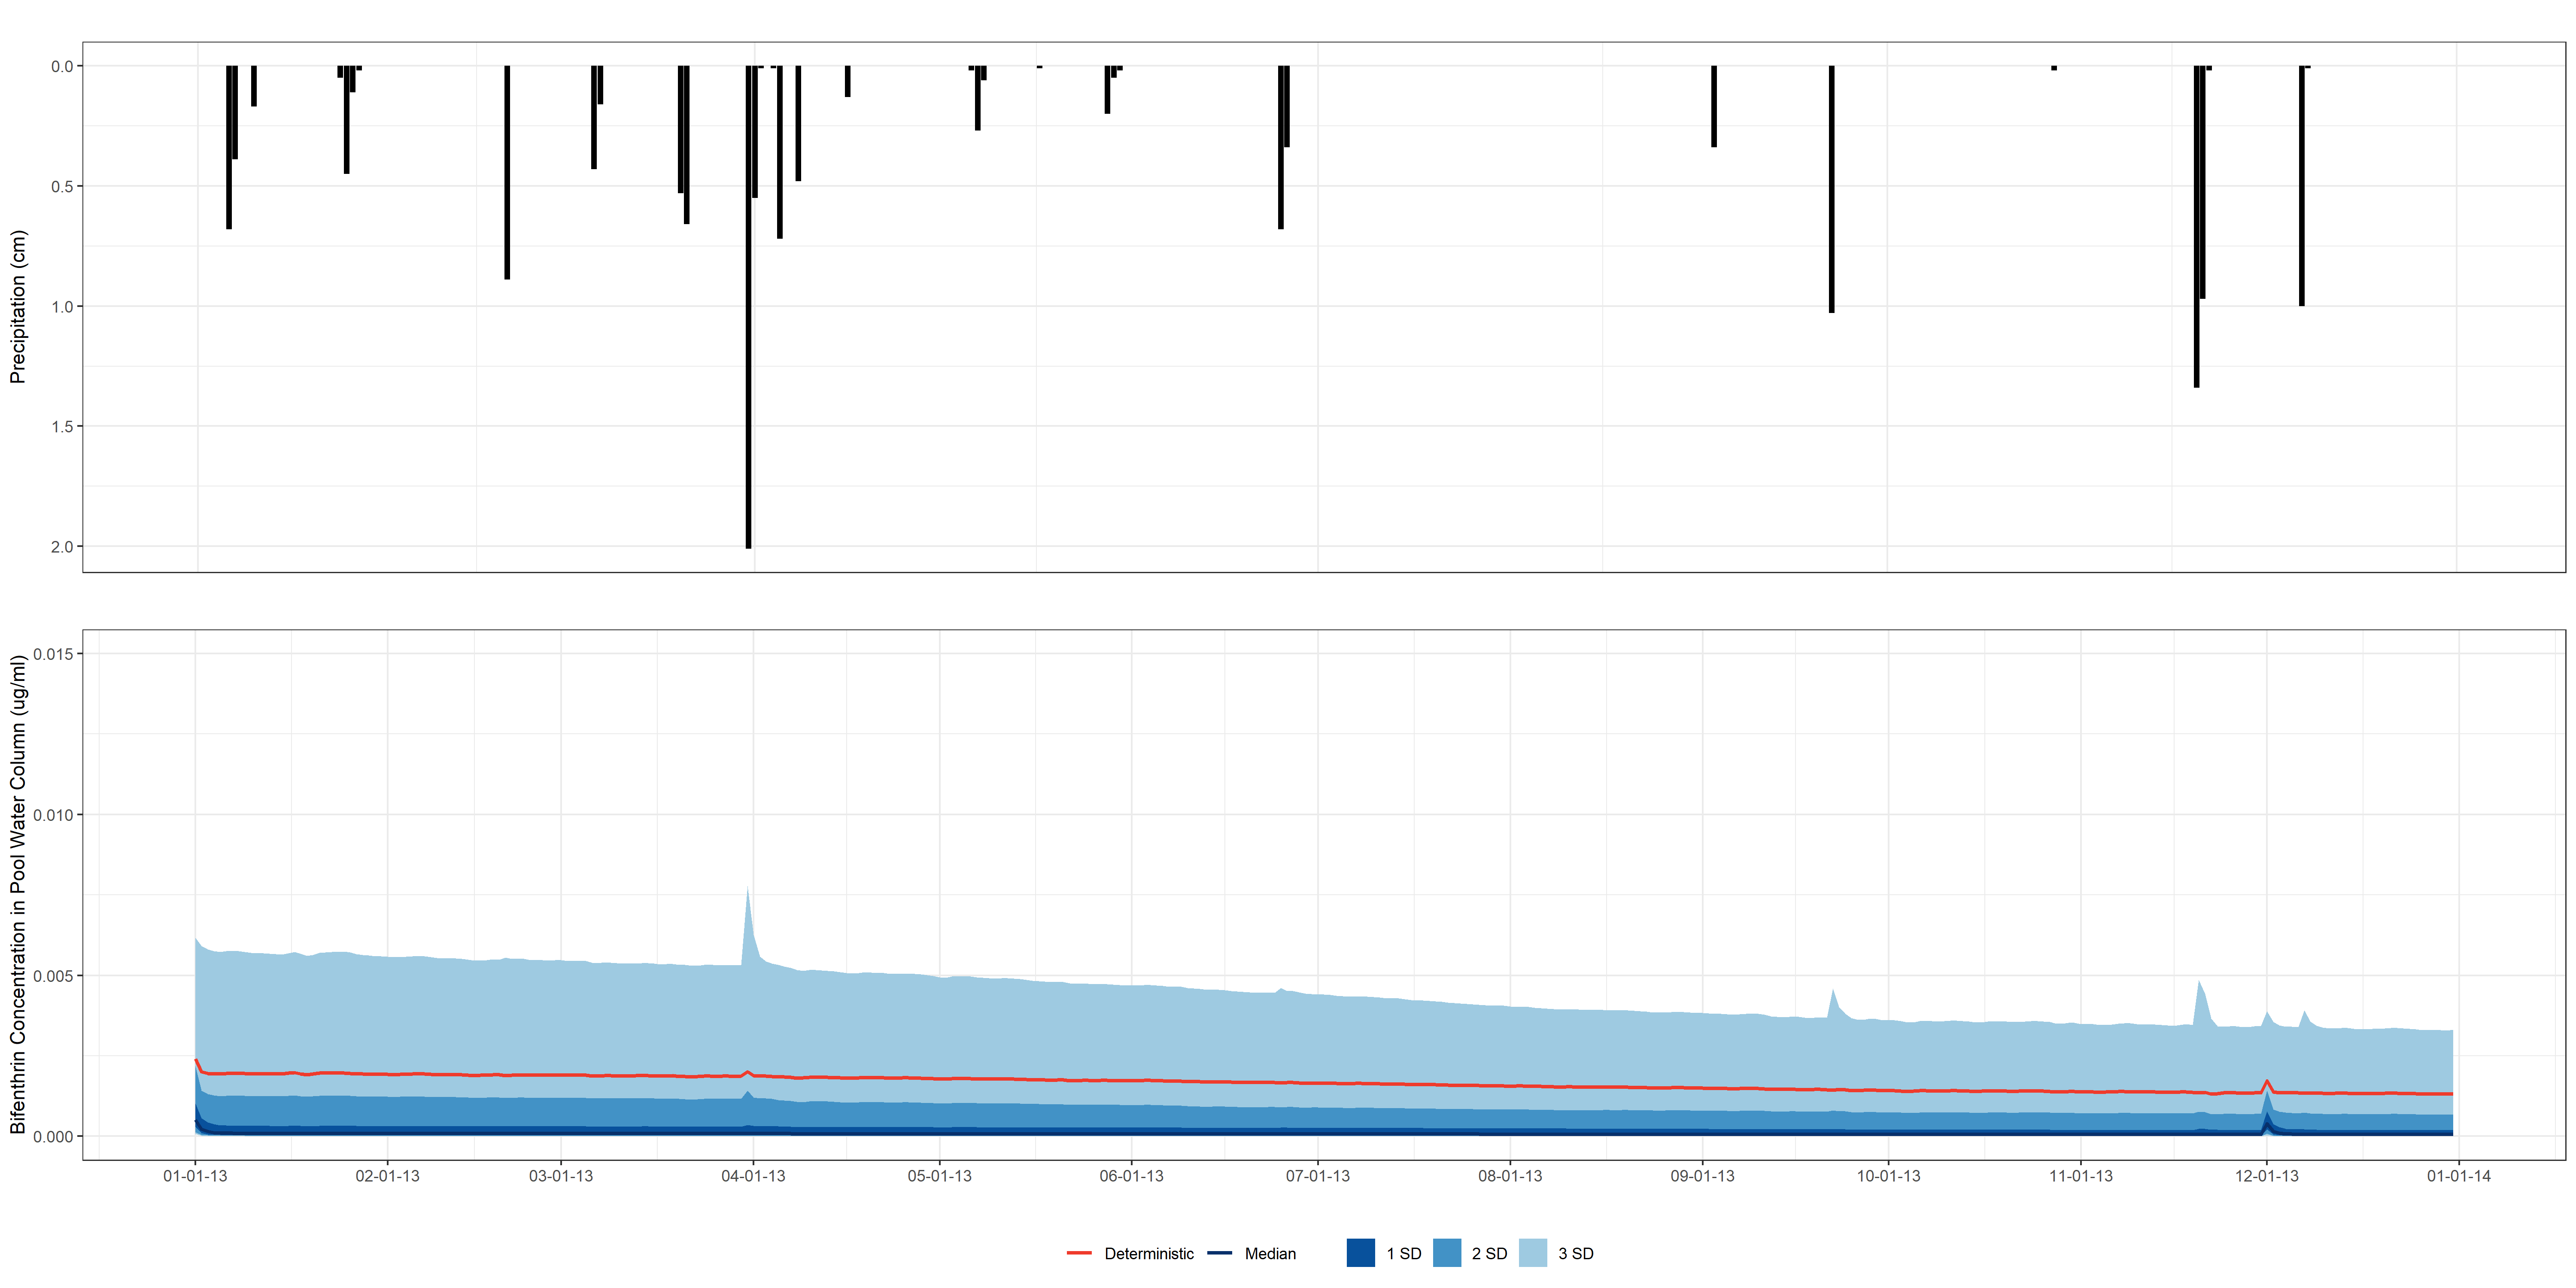 Precipitation (cm)
0.0
0.5
1.0
1.5
2.0
Bifenthrin Concentration in Pool Water Column (ug/ml)
0.015
0.010
0.005
0.000
01-01-13 02-01-13 03-01-13 04-01-13 05-01-13 06-01-13 07-01-13 08-01-13 09-01-13 10-01-13 11-01-13 12-01-13 01-01-14
Deterministic Median 1 SD 2 SD 3 SD